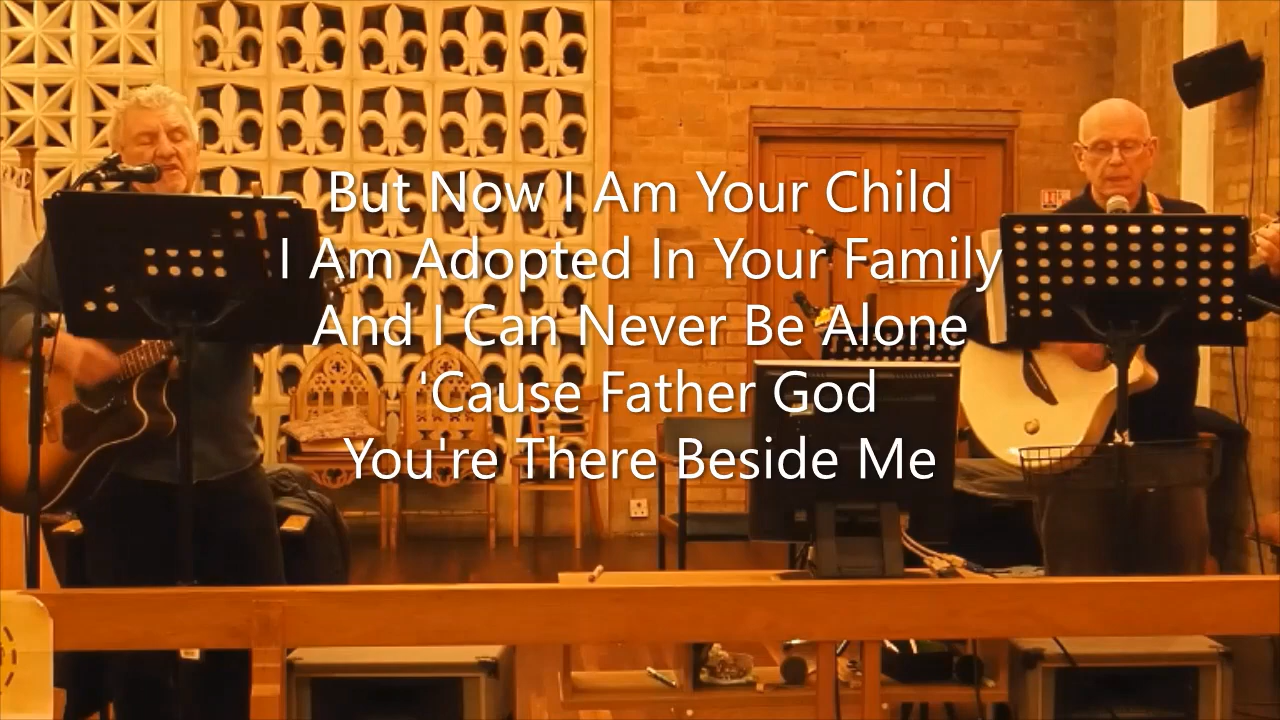 But Now I Am Your Child
I Am Adopted In Your Family
And I Can Never Be Alone
'Cause Father God
You're There Beside Me